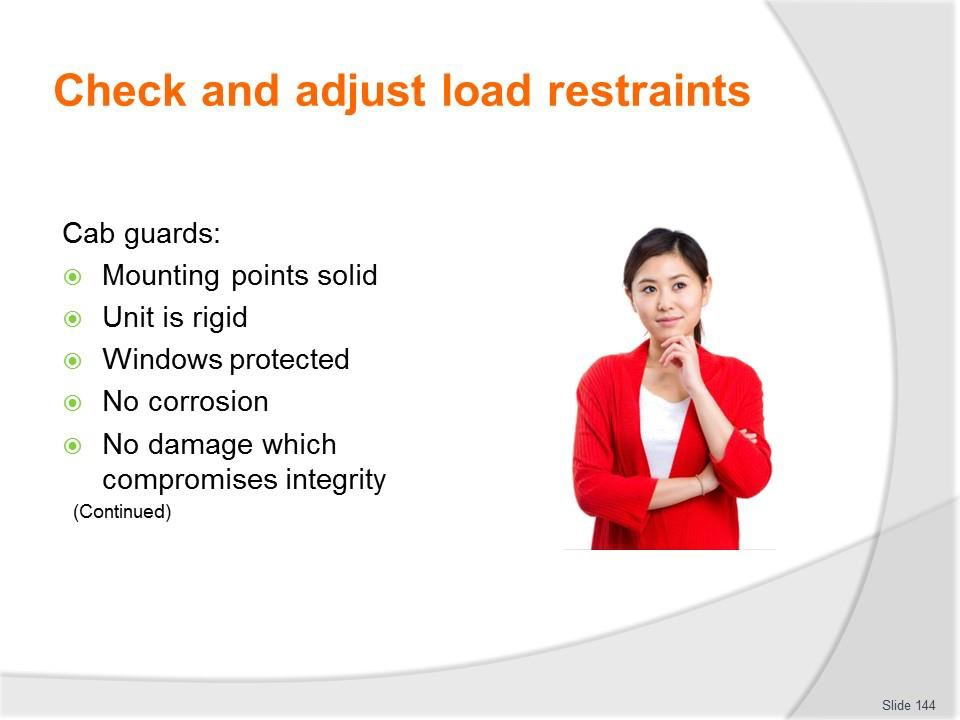 Check and adjust load restraints
Cab guards:
Mounting points solid
Unit is rigid
Windows protected
No corrosion
No damage which
compromises integrity
(Continued)
Slide 144